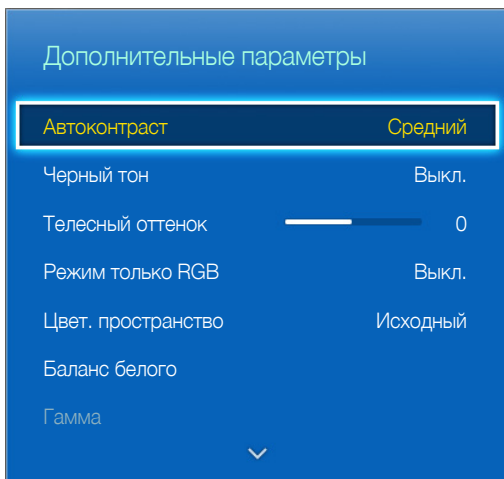 Дополнительные параметры
Автоконтраст Средний
Черный тон Выкл.
Телесный оттенок 0
Режим только RGB Выкл.
Цвет. пространство Исходный
Баланс белого
Гамма